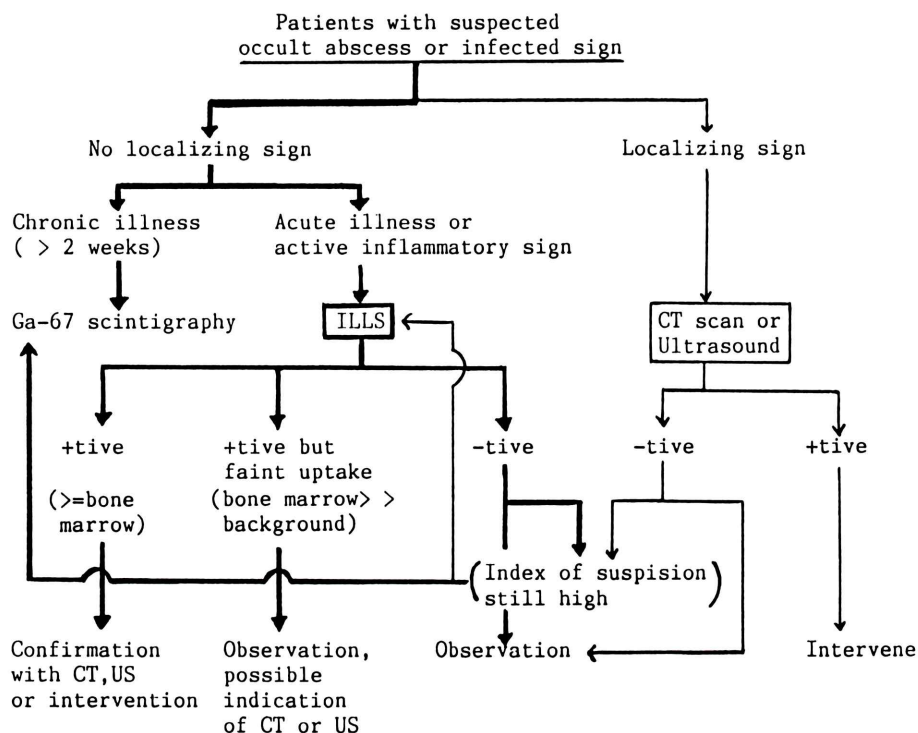 Patients with suspected
occult abscess or infected sign
No localizing sign
Localizing sign
Chronic illness
( > 2 weeks)
Acute illness or
active inflammatory sign
Ga-67 scintigraphy
ILLS
CT scan or
Ultrasound
+tive
(>=bone
marrow)
+tive but
faint uptake
(bone marrow> >
background)
-tive
-tive
+tive
(Index of suspision
still high)
Confirmation
with CT,US
or intervention
Observation,
possible
indication
of CT or US
Observation
Intervene